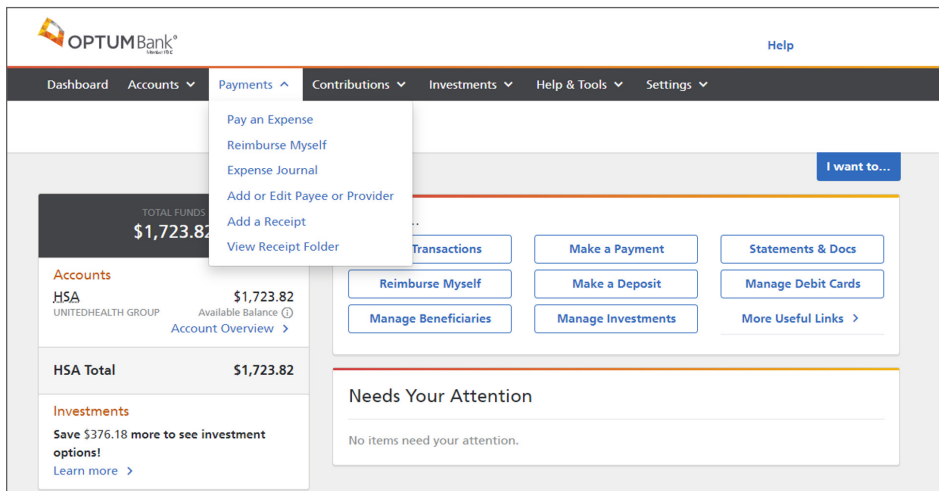 OPTUM Bank®
Help
Dashboard Accounts Payments Contributions Investments Help & Tools Settings
Pay an Expense
Reimburse Myself
Expense Journal
Add or Edit Payee or Provider
Add a Receipt
View Receipt Folder
I want to...
TOTAL FUNDS
$1,723.82
Accounts
HSA $1,723.82
UNITEDHEALTH GROUP Available Balance
Account Overview >
HSA Total $1,723.82
Investments
Save $376.18 more to see investment
options!
Learn more >
Transactions Make a Payment Statements & Docs
Reimburse Myself Make a Deposit Manage Debit Cards
Manage Beneficiaries Manage Investments More Useful Links >
Needs Your Attention
No items need your attention.